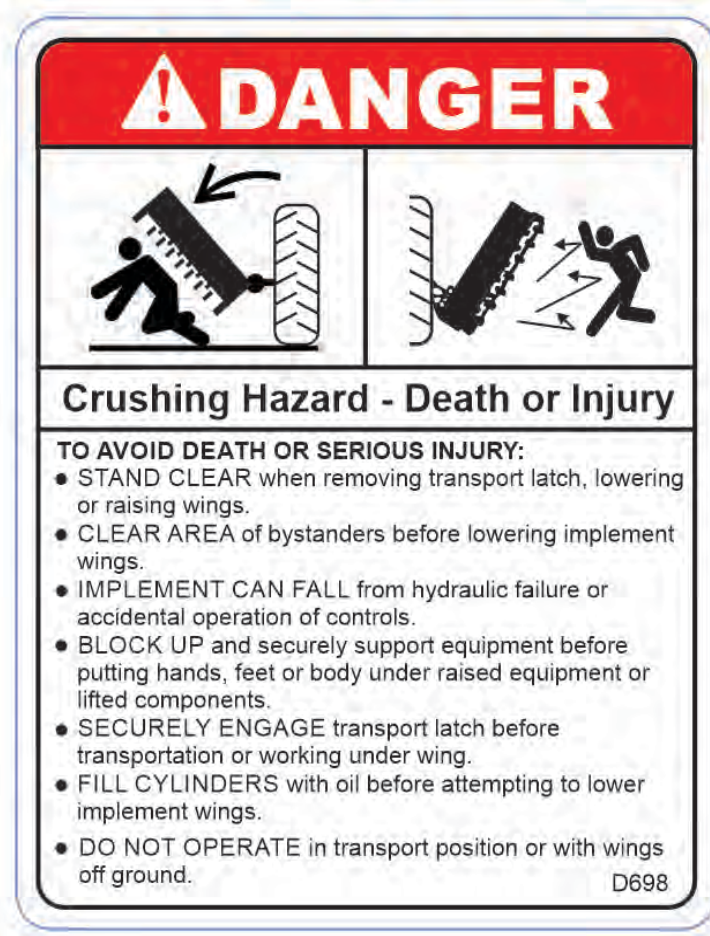 DANGER
Crushing Hazard - Death or Injury
TO AVOID DEATH OR SERIOUS INJURY:
● STAND CLEAR when removing transport latch, lowering
or raising wings.
● CLEAR AREA of bystanders before lowering implement
wings.
● IMPLEMENT CAN FALL from hydraulic failure or
accidental operation of controls.
● BLOCK UP and securely support equipment before
putting hands, feet or body under raised equipment or
lifted components.
● SECURELY ENGAGE transport latch before
transportation or working under wing.
● FILL CYLINDERS with oil before attempting to lower
implement wings.
● DO NOT OPERATE in transport position or with wings
off ground.
D698